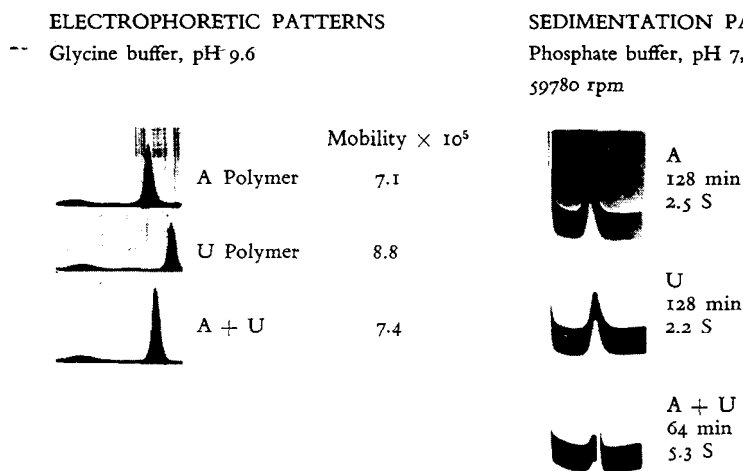 ELECTROPHORETIC PATTERNS
Glycine buffer, pH 9.6
Mobility × 10⁵
A Polymer 7.1
U Polymer 8.8
A + U 7.4
SEDIMENTATION PA
Phosphate buffer, pH 7,
59780 rpm
A
128 min
2.5 S
U
128 min
2.2 S
A + U
64 min
5.3 S